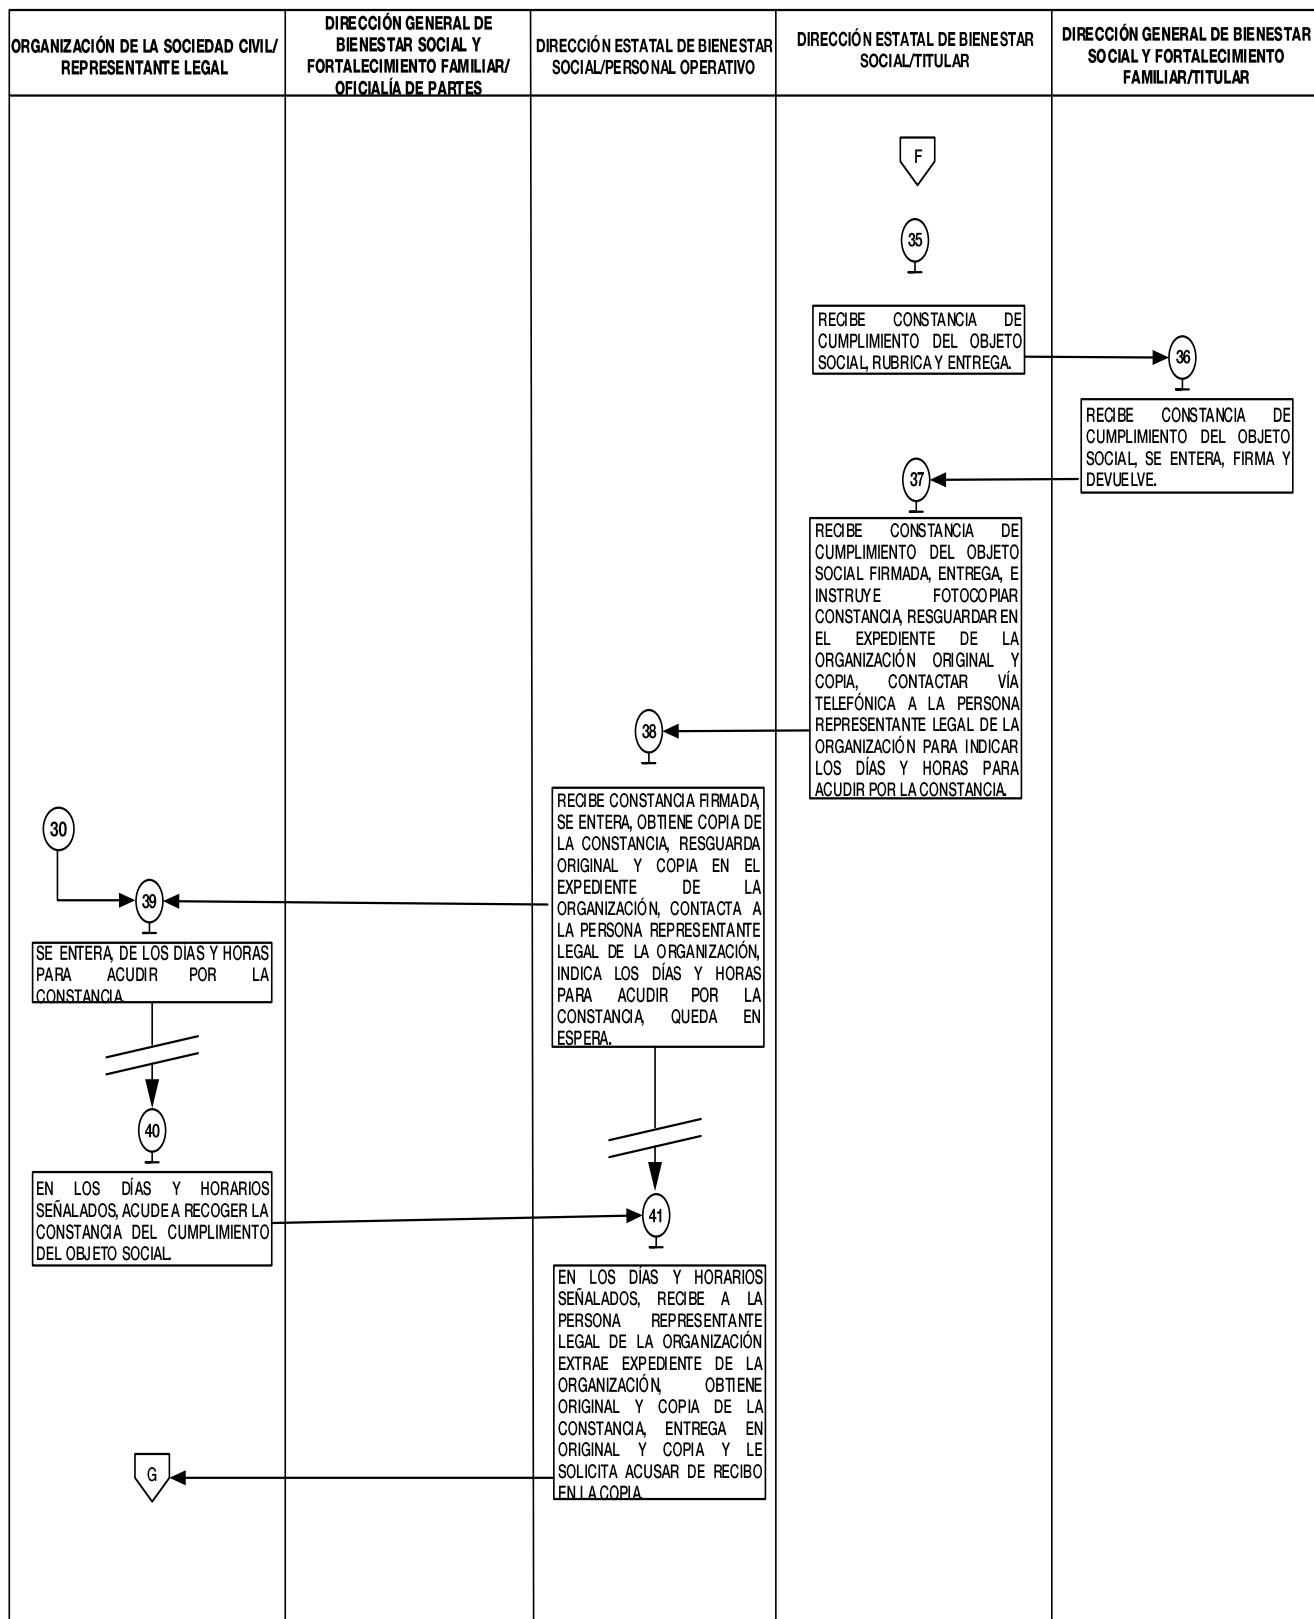 ORGANIZACIÓN DE LA SOCIEDAD CIVIL/
REPRESENTANTE LEGAL
DIRECCIÓN GENERAL DE
BIENESTAR SOCIAL Y
FORTALECIMIENTO FAMILIAR/
OFICIALÍA DE PARTES
DIRECCIÓN ESTATAL DE BIENESTAR
SOCIAL/PERSONAL OPERATIVO
DIRECCIÓN ESTATAL DE BIENESTAR
SOCIAL/TITULAR
DIRECCIÓN GENERAL DE BIENESTAR
SOCIAL Y FORTALECIMIENTO
FAMILIAR/TITULAR
F
35
RECIBE CONSTANCIA DE
CUMPLIMIENTO DEL OBJETO
SOCIAL, RUBRICA Y ENTREGA.
36
RECIBE CONSTANCIA DE
CUMPLIMIENTO DEL OBJETO
SOCIAL, SE ENTERA, FIRMA Y
DEVUELVE.
37
RECIBE CONSTANCIA DE
CUMPLIMIENTO DEL OBJETO
SOCIAL FIRMADA, ENTREGA, E
INSTRUYE FOTOCOPIAR
CONSTANCIA, RESGUARDAR EN
EL EXPEDIENTE DE LA
ORGANIZACIÓN ORIGINAL Y
COPIA, CONTACTAR VÍA
TELEFÓNICA A LA PERSONA
REPRESENTANTE LEGAL DE LA
ORGANIZACIÓN PARA INDICAR
LOS DÍAS Y HORAS PARA
ACUDIR POR LA CONSTANCIA.
38
RECIBE CONSTANCIA FIRMADA,
SE ENTERA, OBTIENE COPIA DE
LA CONSTANCIA, RESGUARDA
ORIGINAL Y COPIA EN EL
EXPEDIENTE DE LA
ORGANIZACIÓN, CONTACTA A
LA PERSONA REPRESENTANTE
LEGAL DE LA ORGANIZACIÓN,
INDICA LOS DÍAS Y HORAS
PARA ACUDIR POR LA
CONSTANCIA, QUEDA EN
ESPERA.
30
39
SE ENTERA, DE LOS DIAS Y HORAS
PARA ACUDIR POR LA
CONSTANCIA.
40
EN LOS DÍAS Y HORARIOS
SEÑALADOS, ACUDE A RECOGER LA
CONSTANCIA DEL CUMPLIMIENTO
DEL OBJETO SOCIAL.
41
EN LOS DÍAS Y HORARIOS
SEÑALADOS, RECIBE A LA
PERSONA REPRESENTANTE
LEGAL DE LA ORGANIZACIÓN
EXTRAE EXPEDIENTE DE LA
ORGANIZACIÓN, OBTIENE
ORIGINAL Y COPIA DE LA
CONSTANCIA, ENTREGA EN
ORIGINAL Y COPIA Y LE
SOLICITA ACUSAR DE RECIBO
EN LA COPIA.
G